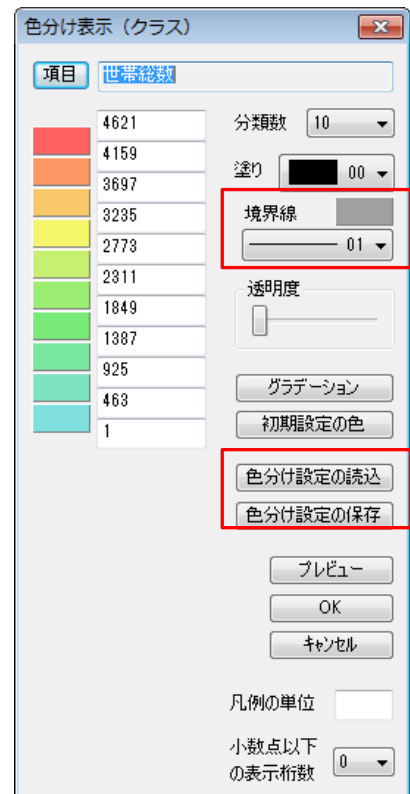 色分け表示（クラス）
項目 世帯総数
4621
4159
3697
3235
2773
2311
1849
1387
925
463
1
分類数 10
塗り 00
境界線
01
透明度
グラデーション
初期設定の色
色分け設定の読込
色分け設定の保存
プレビュー
OK
キャンセル
凡例の単位
小数点以下
の表示桁数 0